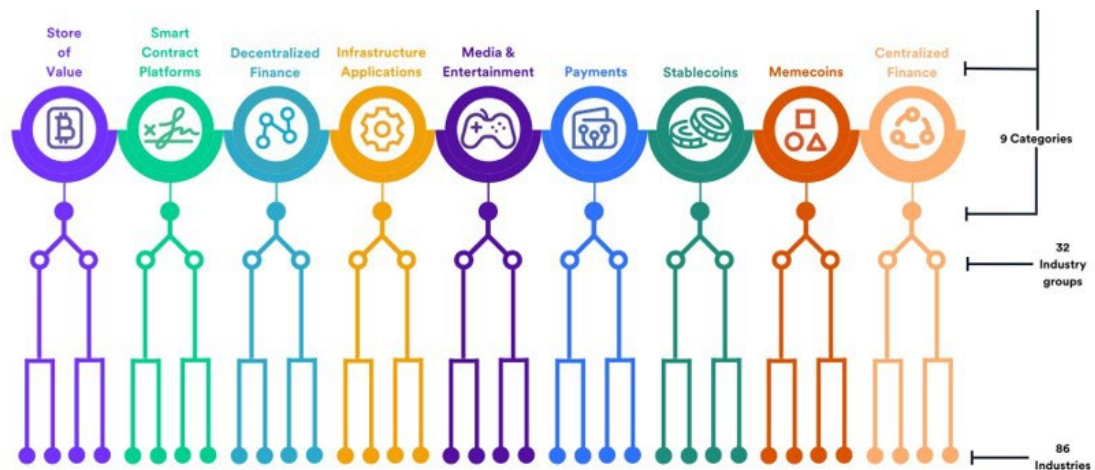 Store
of
Value
Smart
Contract
Platforms
Decentralized
Finance
Infrastructure
Applications
Media &
Entertainment
Payments
Stablecoins
Memecoins
Centralized
Finance
9 Categories
32
Industry
groups
86
Industries